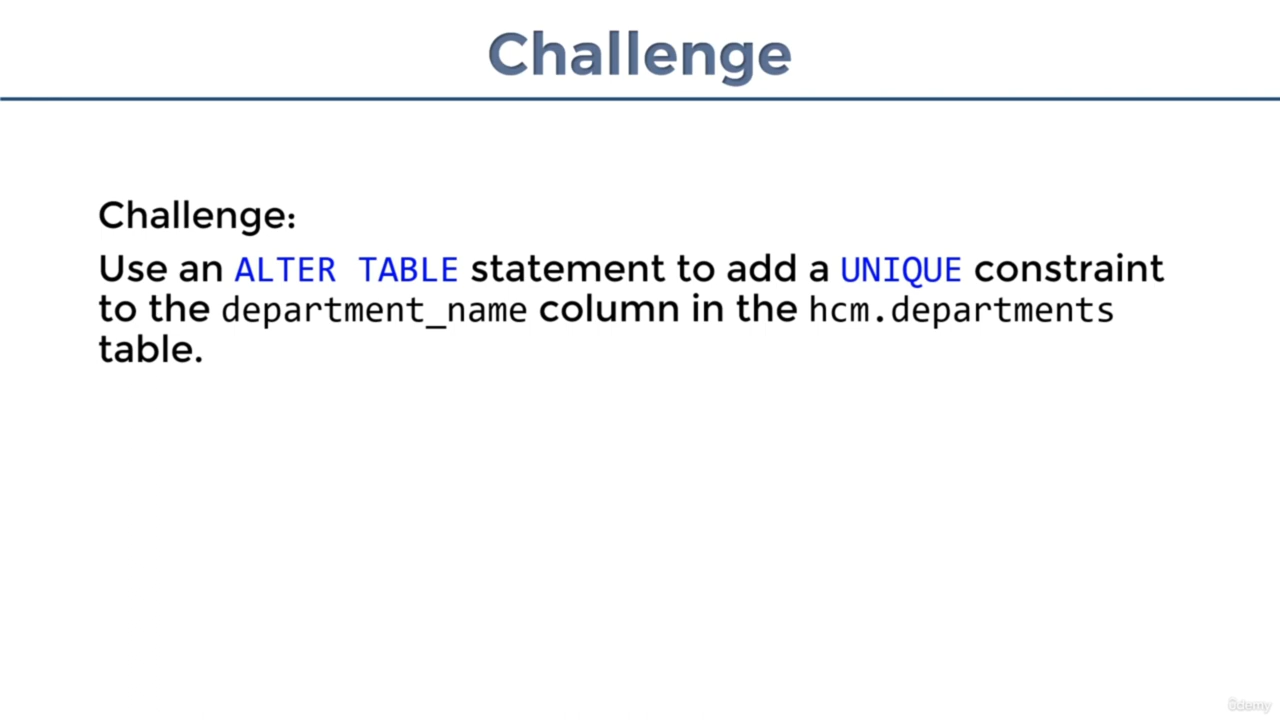 Challenge
Challenge:
Use an ALTER TABLE statement to add a UNIQUE constraint
to the department_name column in the hcm.departments
table.
ûdemy